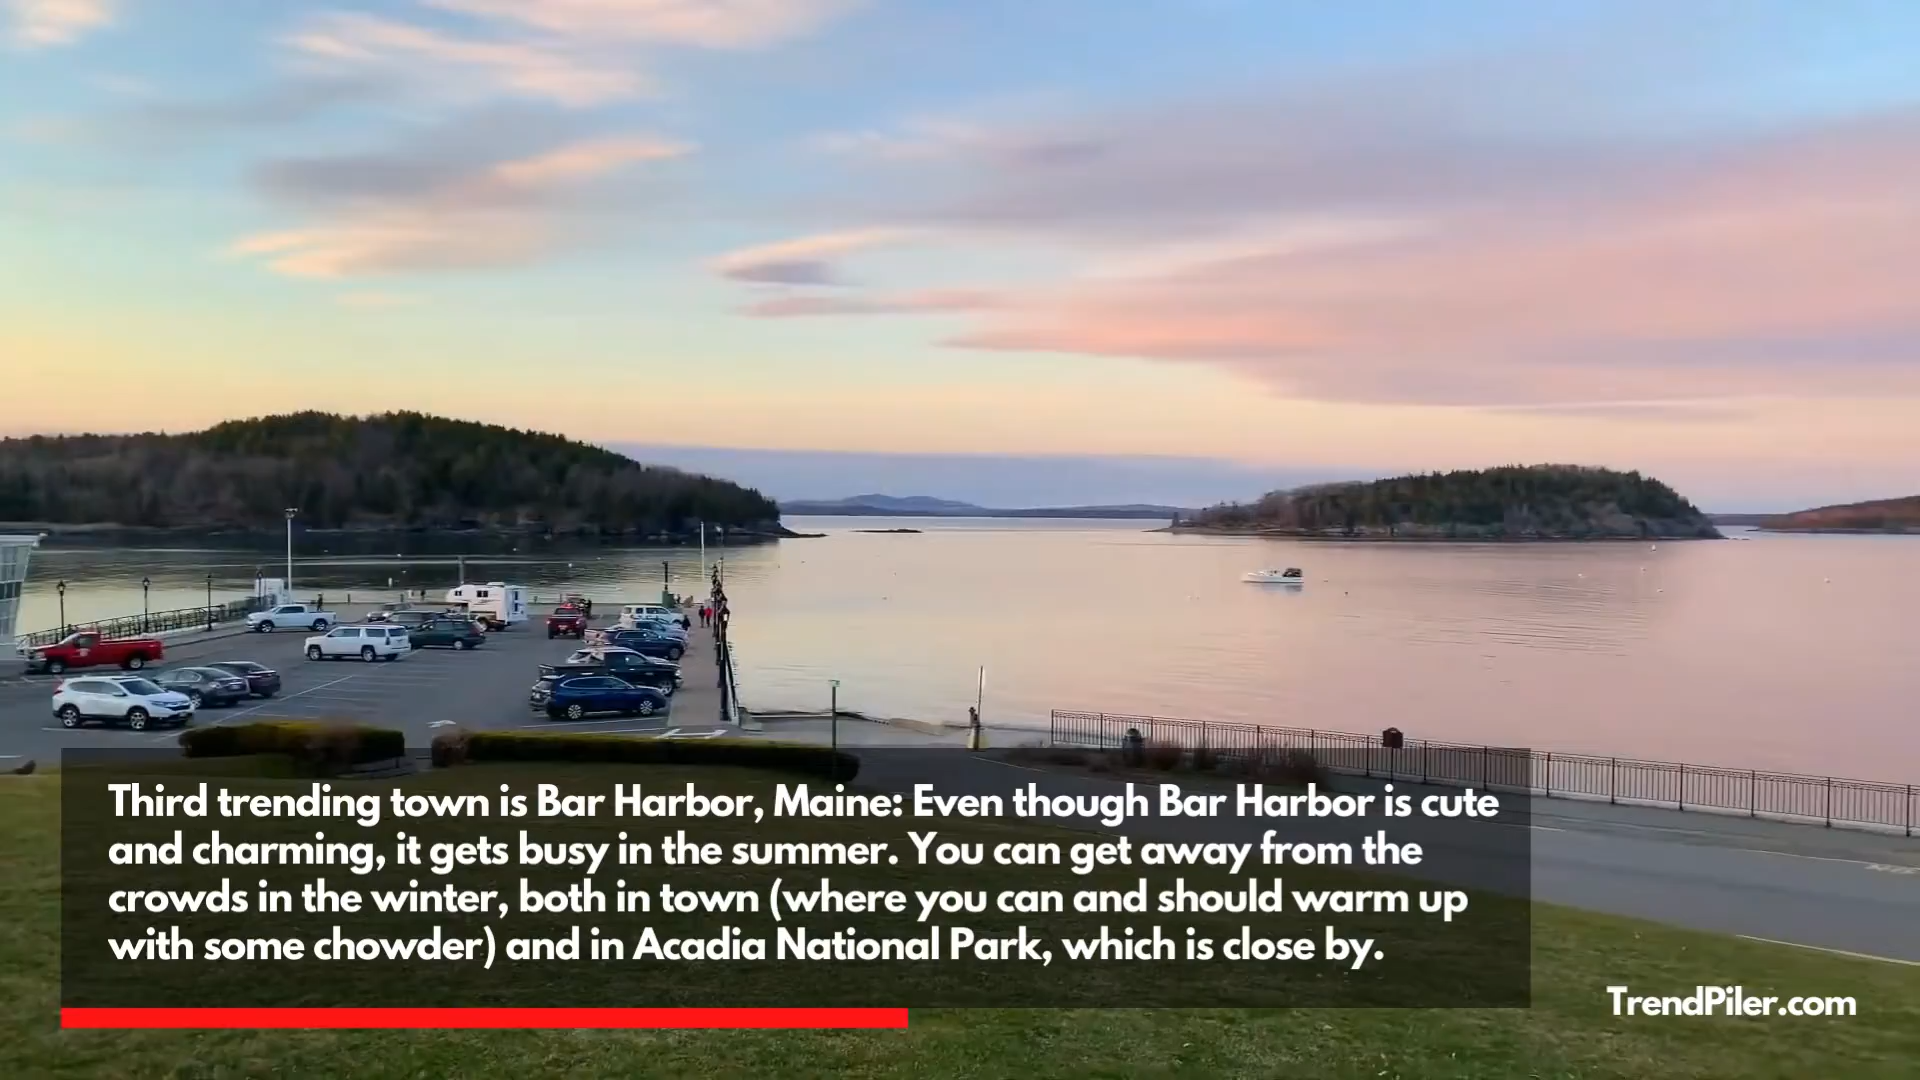 Third trending town is Bar Harbor, Maine: Even though Bar Harbor is cute
and charming, it gets busy in the summer. You can get away from the
crowds in the winter, both in town (where you can and should warm up
with some chowder) and in Acadia National Park, which is close by.
TrendPiler.com